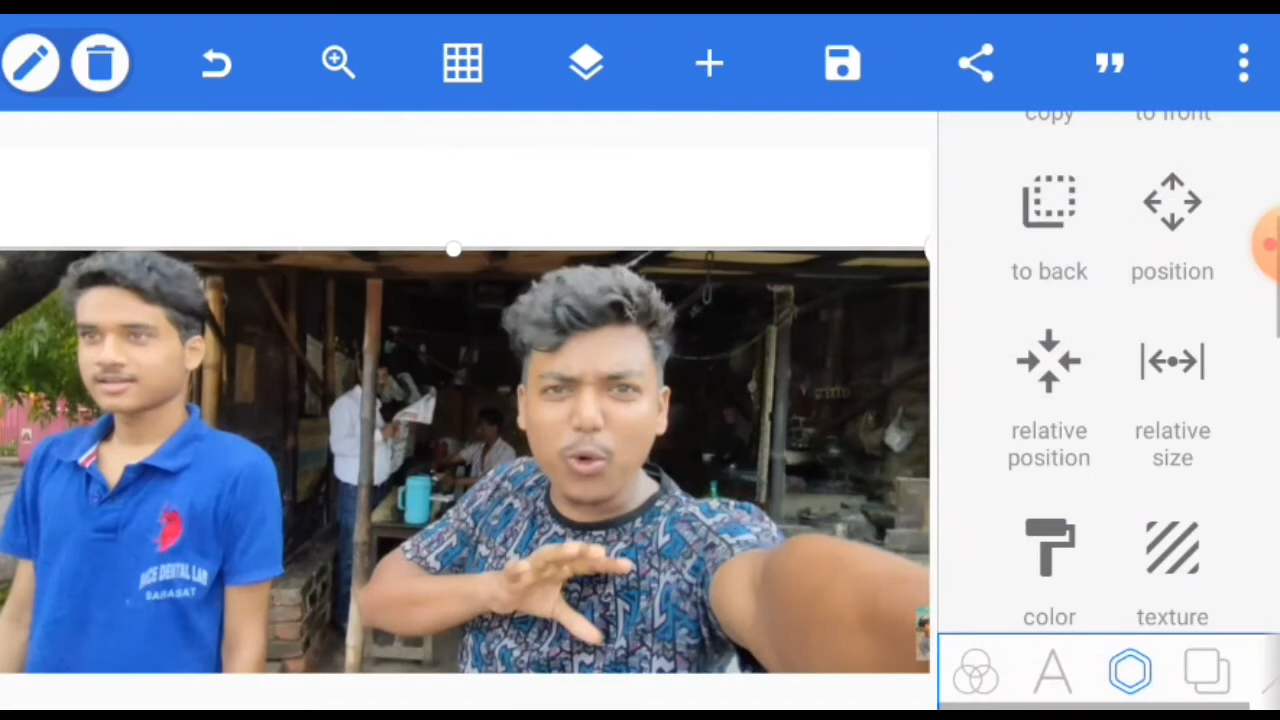 copy
to front
to back
position
relative
position
relative
size
color
texture
DENTAL LAB
BARASAT